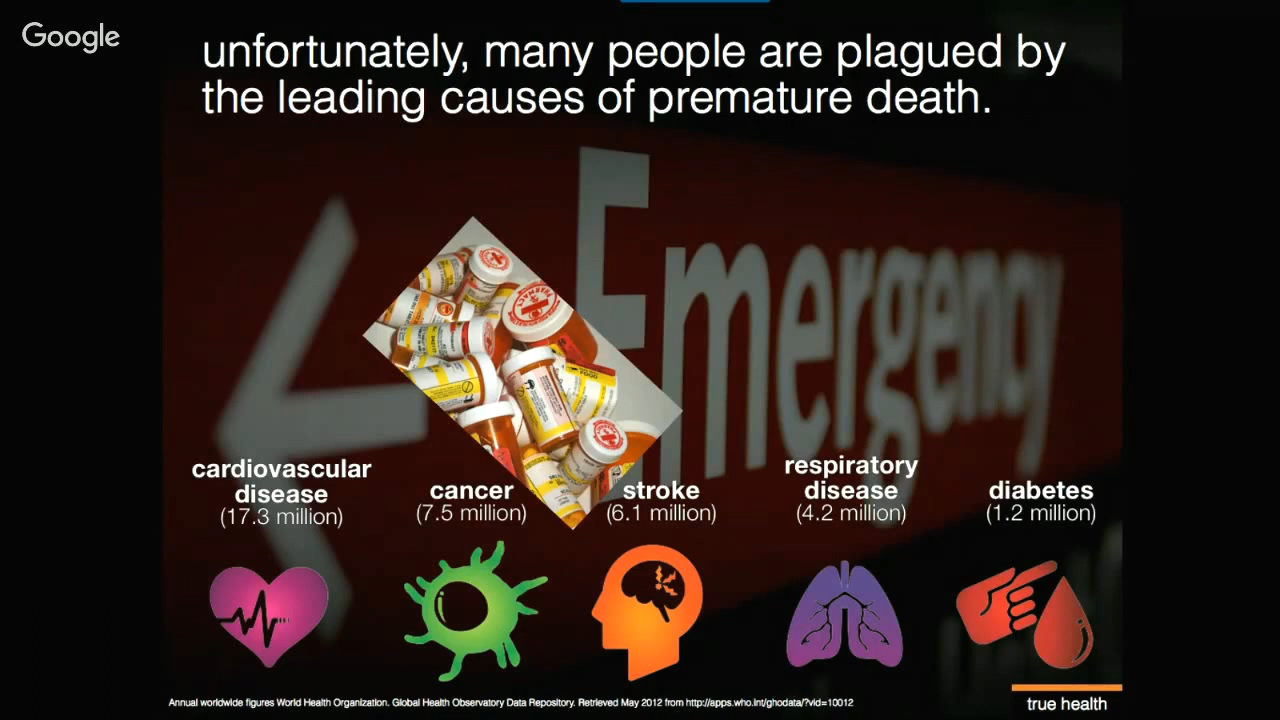 Google
unfortunately, many people are plagued by
the leading causes of premature death.
Emergency
cardiovascular
disease
(17.3 million)
cancer
(7.5 million)
stroke
(6.1 million)
respiratory
disease
(4.2 million)
diabetes
(1.2 million)
Annual worldwide figures World Health Organization. Global Health Observatory Data Repository. Retrieved May 2012 from http://apps.who.int/ghodata/?vid=10012
true health